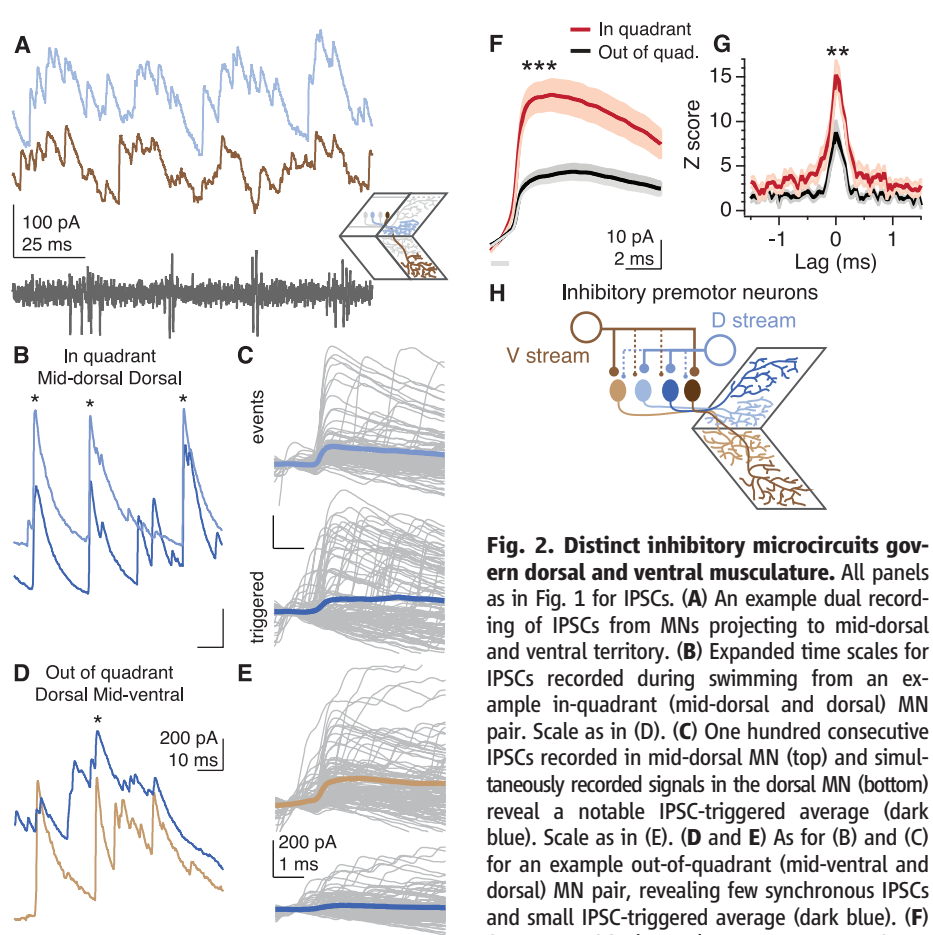 A
100 pA
25 ms
B
In quadrant
Mid-dorsal Dorsal
*
*
*
C
events
triggered
D
Out of quadrant
Dorsal Mid-ventral
*
200 pA
10 ms
E
200 pA
1 ms
F
In quadrant
Out of quad.
***
10 pA
2 ms
G
**
Z score
15
10
5
0
-1
0
1
Lag (ms)
H
Inhibitory premotor neurons
D stream
V stream
Fig. 2. Distinct inhibitory microcircuits gov-
ern dorsal and ventral musculature. All panels
as in Fig. 1 for IPSCs. (A) An example dual record-
ing of IPSCs from MNs projecting to mid-dorsal
and ventral territory. (B) Expanded time scales for
IPSCs recorded during swimming from an ex-
ample in-quadrant (mid-dorsal and dorsal) MN
pair. Scale as in (D). (C) One hundred consecutive
IPSCs recorded in mid-dorsal MN (top) and simul-
taneously recorded signals in the dorsal MN (bottom)
reveal a notable IPSC-triggered average (dark
blue). Scale as in (E). (D and E) As for (B) and (C)
for an example out-of-quadrant (mid-ventral and
dorsal) MN pair, revealing few synchronous IPSCs
and small IPSC-triggered average (dark blue). (F)